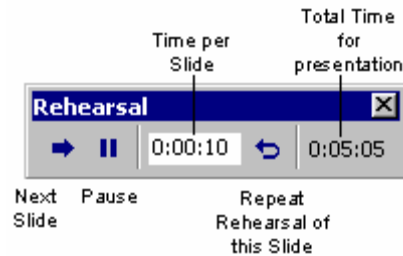 Time per
Slide
Total Time
for
presentation
Rehearsal
0:00:10
0:05:05
Next
Slide
Pause
Repeat
Rehearsal of
this Slide